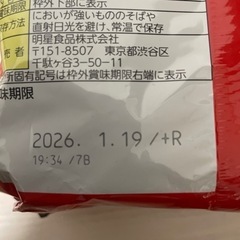 枠外下部に表示
においが強いもののそばや
直射日光を避け、常温で保存
明星食品株式会社
〒151-8507 東京都渋谷区
千駄ヶ谷3-50-11
所固有記号は枠外賞味期限右端に表示
味期限
2026. 1.19/+R
19:34 /7B